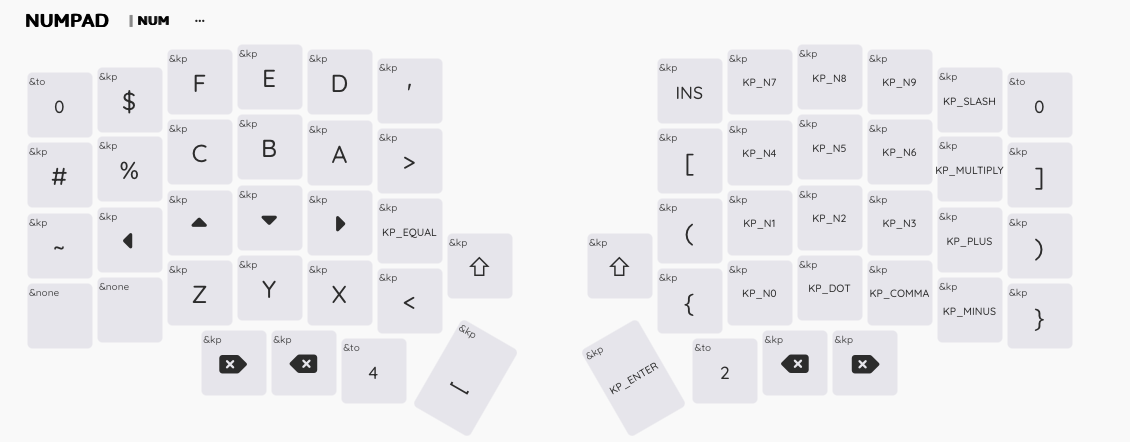 NUMPAD | NUM ...
&kp &kp &kp &kp &kp &kp
F E D , INS KP_N7 KP_N8 KP_N9
&to &kp &kp &to
0 $ KP_SLASH 0
&kp &kp &kp &kp &kp &kp &kp &kp
C B A > [ KP_N4 KP_N5 KP_N6
&kp &kp &kp &kp
# % KP_MULTIPLY ]
&kp &kp &kp &kp &kp &kp &kp &kp
KP_EQUAL ( KP_N1 KP_N2 KP_N3
&kp &kp &kp &kp &kp &kp
~ KP_PLUS )
&kp &kp &kp &kp &kp &kp &kp &kp
Z Y X < { KP_N0 KP_DOT KP_COMMA
&none &none &kp &kp
KP_MINUS }
&kp &kp &to &kp &kp &to &kp &kp
4 KP_ENTER 2